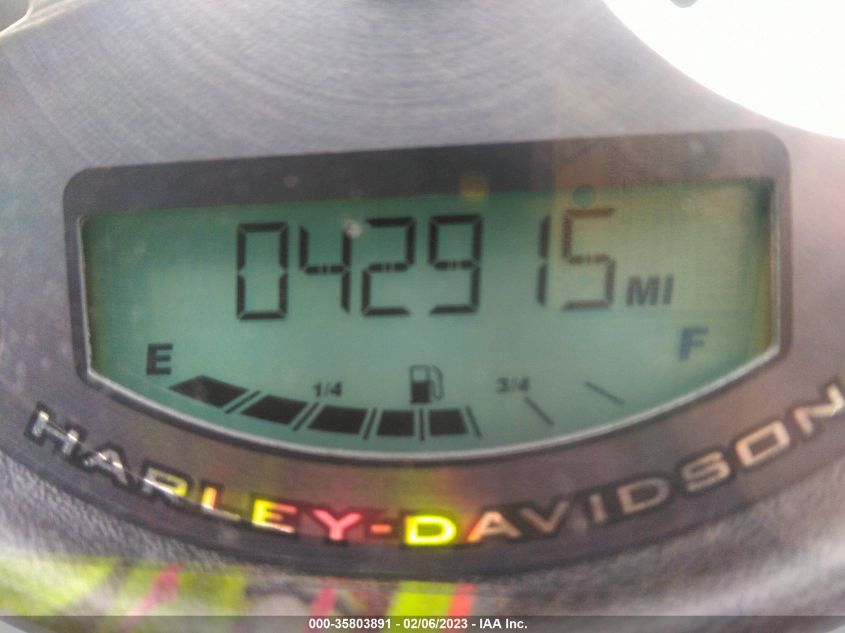 042915 MI
E F
1/4 3/4
HARLEY-DAVIDSON
000-35803891 - 02/06/2023 - IAA Inc.